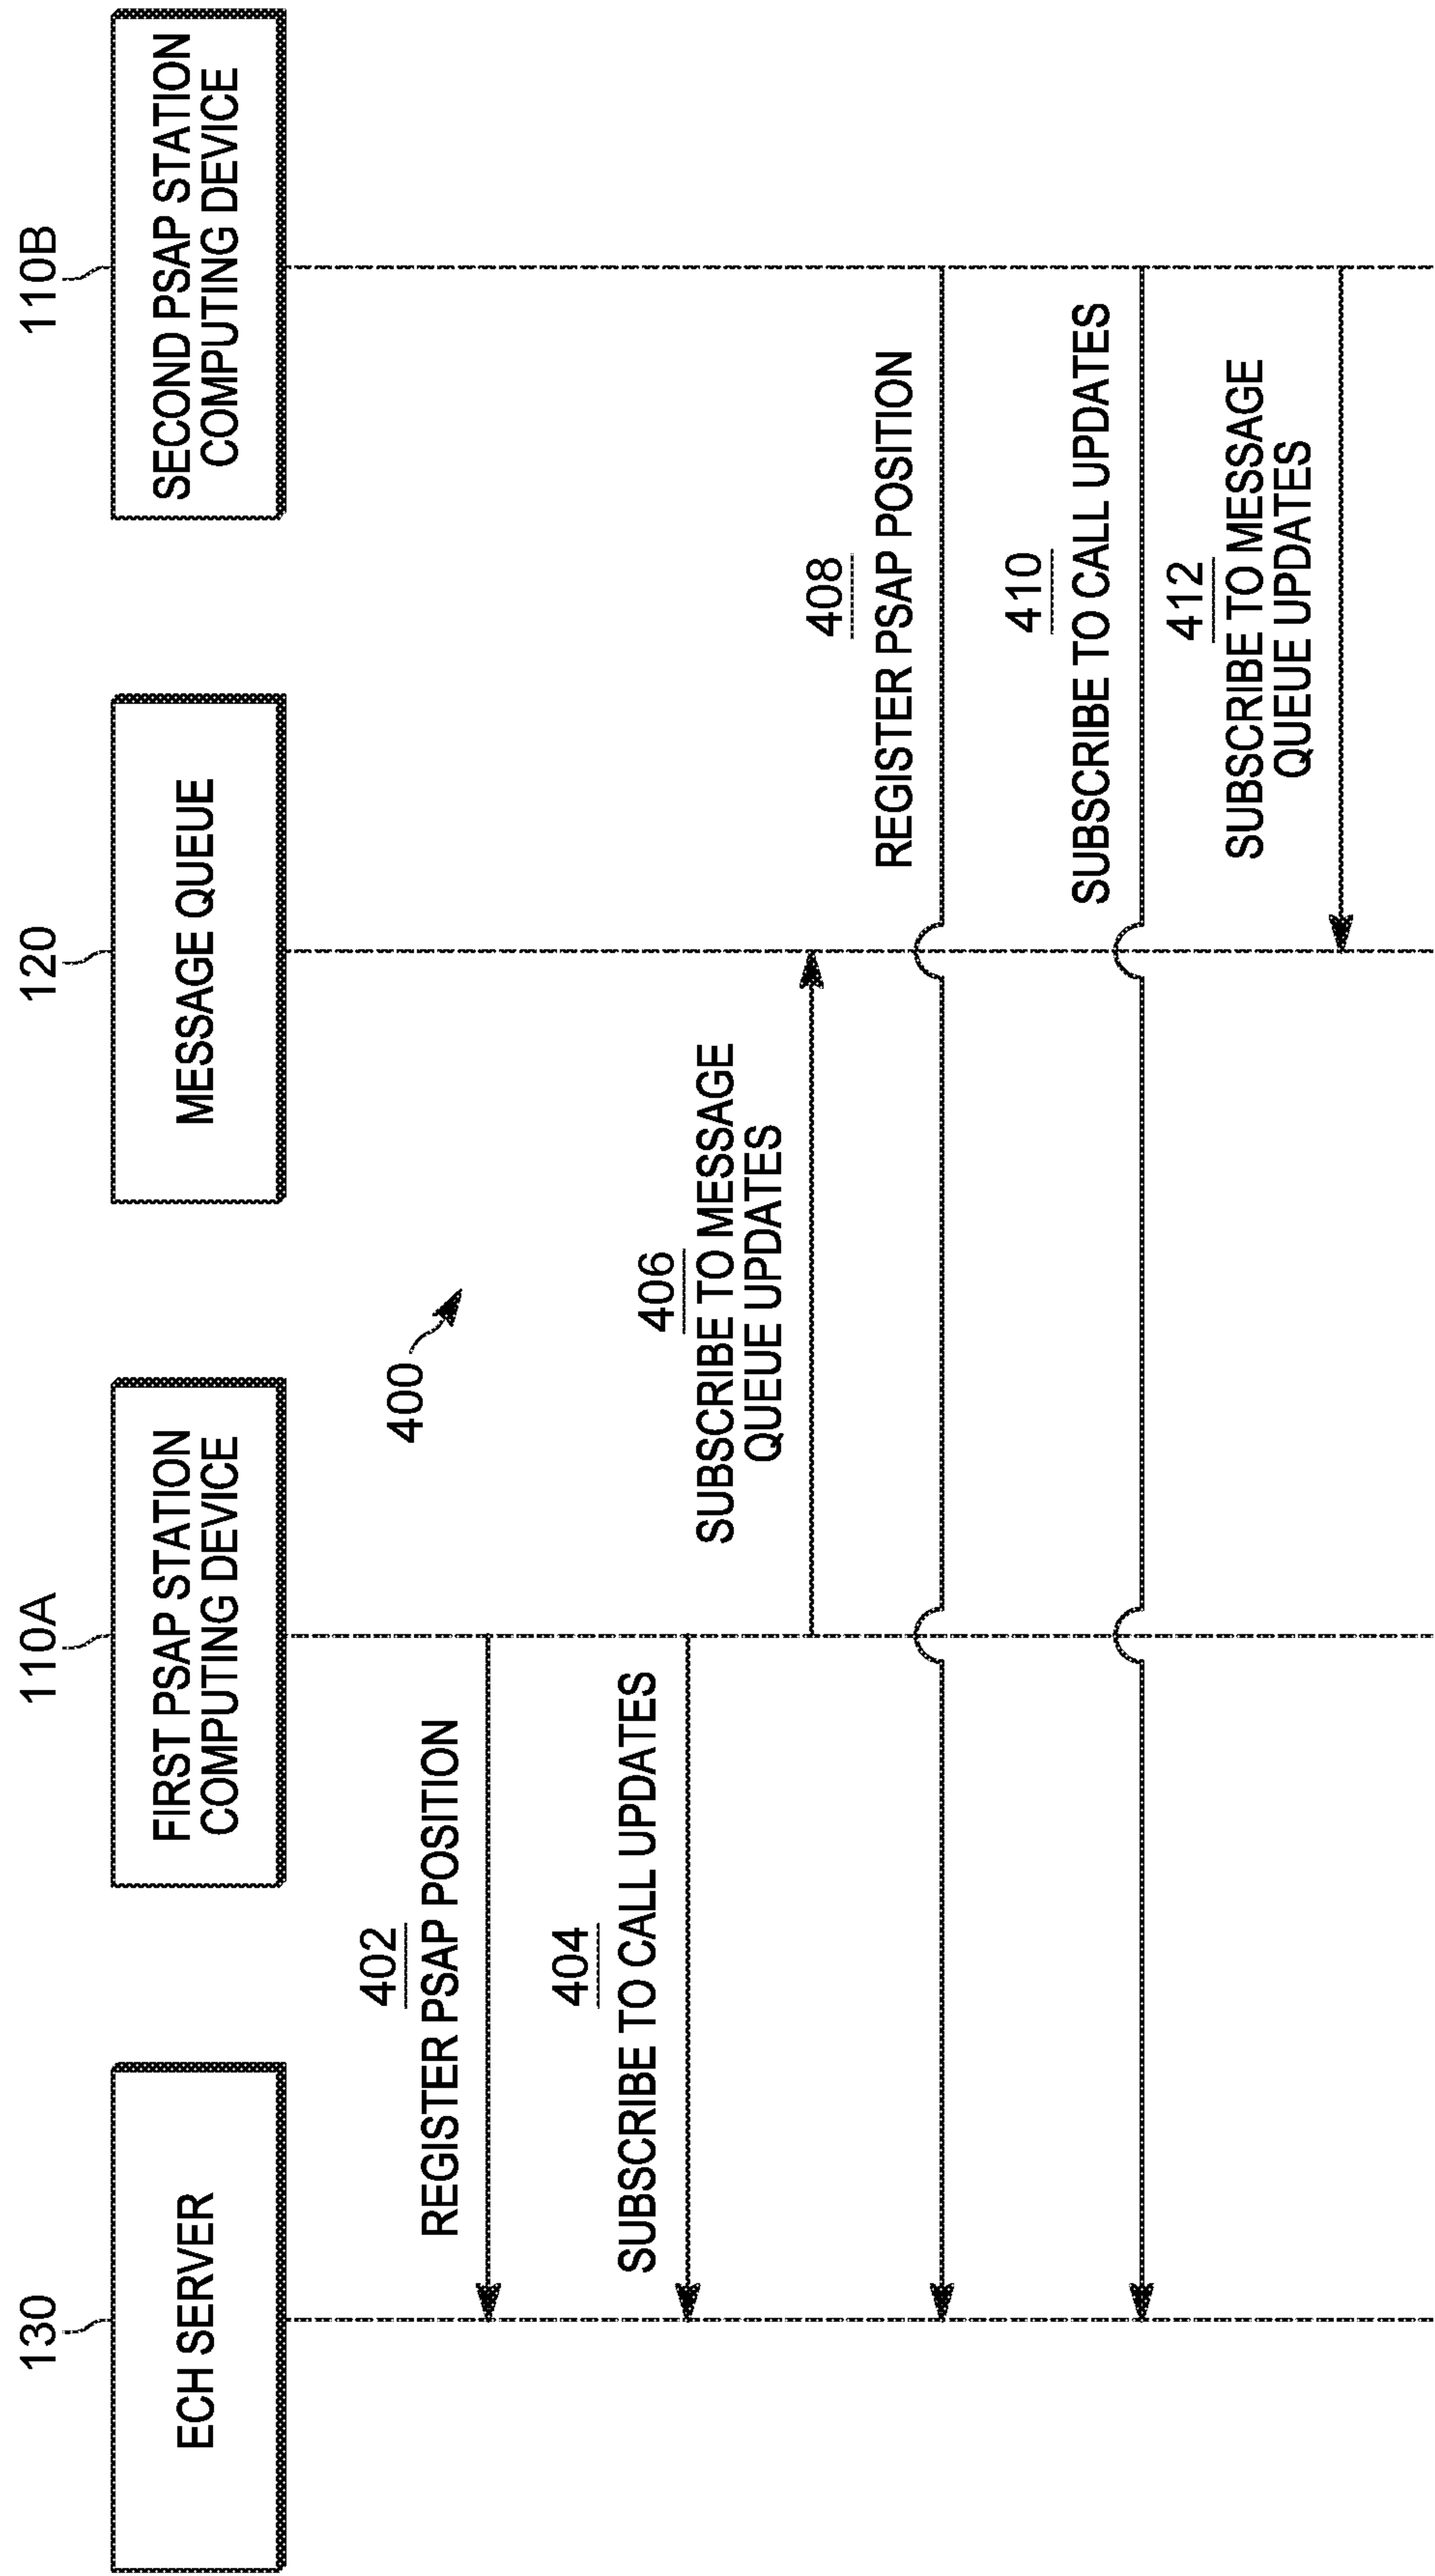 130
ECH SERVER
110A
FIRST PSAP STATION
COMPUTING DEVICE
120
MESSAGE QUEUE
110B
SECOND PSAP STATION
COMPUTING DEVICE
400
402
REGISTER PSAP POSITION
404
SUBSCRIBE TO CALL UPDATES
406
SUBSCRIBE TO MESSAGE
QUEUE UPDATES
408
REGISTER PSAP POSITION
410
SUBSCRIBE TO CALL UPDATES
412
SUBSCRIBE TO MESSAGE
QUEUE UPDATES